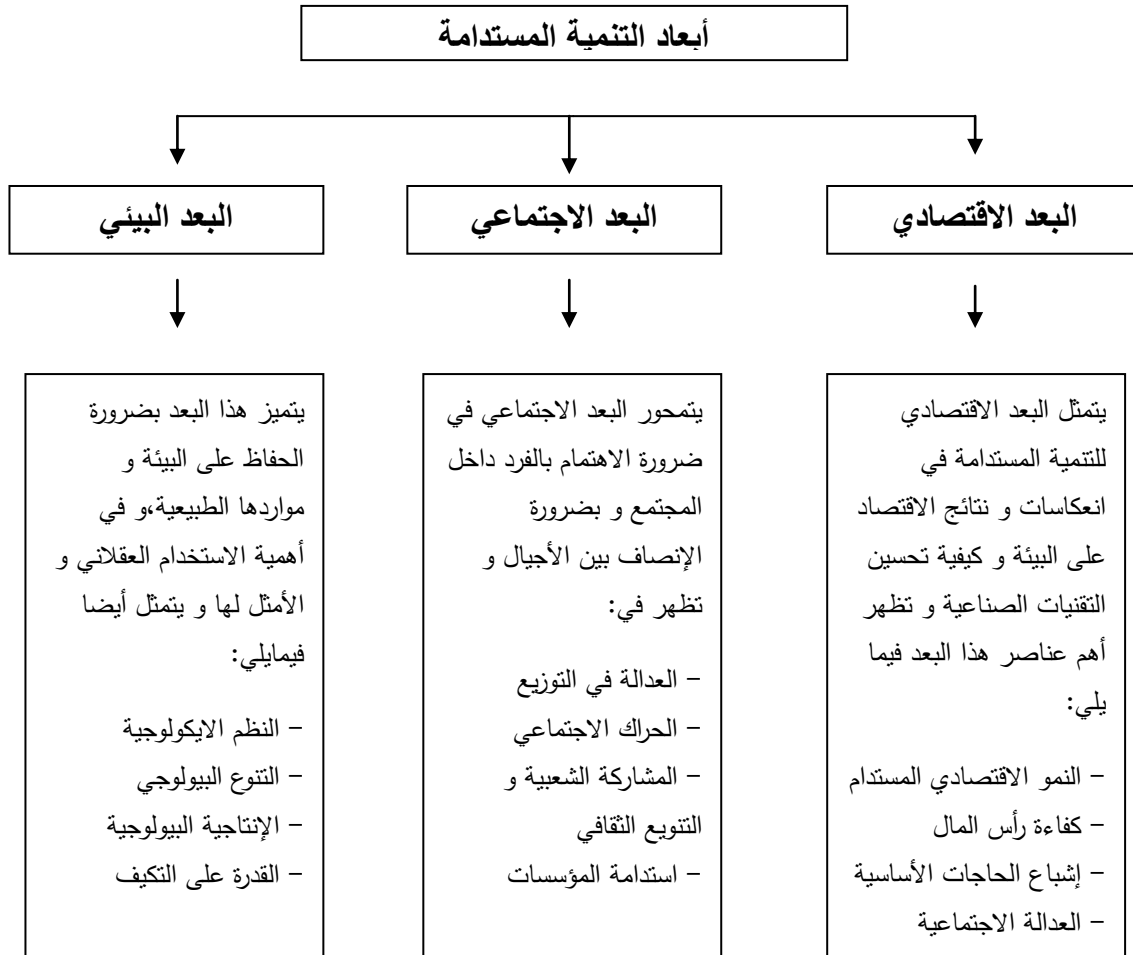 أبعاد التنمية المستدامة
البعد الاقتصادي
البعد الاجتماعي
البعد البيئي
يتمثل البعد الاقتصادي
للتنمية المستدامة في
انعكاسات و نتائج الاقتصاد
على البيئة و كيفية تحسين
التقنيات الصناعية و تظهر
أهم عناصر هذا البعد فيما
يلي:
- النمو الاقتصادي المستدام
- كفاءة رأس المال
- إشباع الحاجات الأساسية
- العدالة الاجتماعية
يتمحور البعد الاجتماعي في
ضرورة الاهتمام بالفرد داخل
المجتمع و بضرورة
الإنصاف بين الأجيال و
تظهر في:
- العدالة في التوزيع
- الحراك الاجتماعي
- المشاركة الشعبية و
التنويع الثقافي
- استدامة المؤسسات
يتميز هذا البعد بضرورة
الحفاظ على البيئة و
مواردها الطبيعية،و في
أهمية الاستخدام العقلاني و
الأمثل لها و يتمثل أيضا
فيمايلي:
- النظم الايكولوجية
- التنوع البيولوجي
- الإنتاجية البيولوجية
- القدرة على التكيف